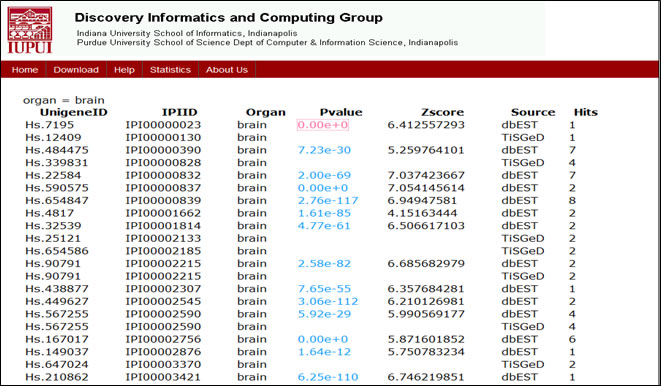 IUPUI
Discovery Informatics and Computing Group
Indiana University School of Informatics, Indianapolis
Purdue University School of Science Dept of Computer & Information Science, Indianapolis
Home Download Help Statistics About Us
organ = brain
UnigeneID IPIID Organ Pvalue Zscore Source Hits
Hs.7195 IPI00000023 brain 0.00e+0 6.412557293 dbEST 1
Hs.12409 IPI00000130 brain TiSGeD 1
Hs.484475 IPI00000390 brain 7.23e-30 5.259764101 dbEST 7
Hs.339831 IPI00000828 brain TiSGeD 4
Hs.22584 IPI00000832 brain 2.00e-69 7.037423667 dbEST 7
Hs.590575 IPI00000837 brain 0.00e+0 7.054145614 dbEST 2
Hs.654847 IPI00000839 brain 2.76e-117 6.94947581 dbEST 8
Hs.4817 IPI00001662 brain 1.61e-85 4.15163444 dbEST 2
Hs.32539 IPI00001814 brain 4.77e-61 6.506617103 dbEST 2
Hs.25121 IPI00002133 brain TiSGeD 2
Hs.654586 IPI00002185 brain TiSGeD 2
Hs.90791 IPI00002215 brain 2.58e-82 6.685682979 dbEST 2
Hs.90791 IPI00002215 brain TiSGeD 2
Hs.438877 IPI00002307 brain 7.65e-55 6.357684281 dbEST 1
Hs.449627 IPI00002545 brain 3.06e-112 6.210126981 dbEST 2
Hs.567255 IPI00002590 brain 5.92e-29 5.990569177 dbEST 4
Hs.567255 IPI00002590 brain TiSGeD 4
Hs.167017 IPI00002756 brain 0.00e+0 5.871601852 dbEST 6
Hs.149037 IPI00002876 brain 1.64e-12 5.750783234 dbEST 1
Hs.647024 IPI00003370 brain TiSGeD 2
Hs.210862 IPI00003421 brain 6.25e-110 6.746219851 dbEST 1